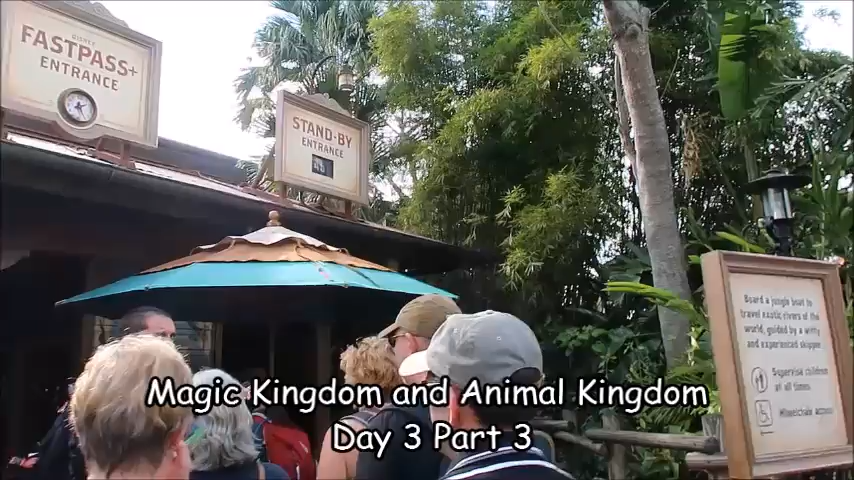 DISNEY
FASTPASS+
ENTRANCE
STAND-BY
ENTRANCE
Board a jungle boat to
travel exotic rivers of the
world, guided by a witty
and experienced skipper.
Supervise children
at all times.
Wheelchair Access
Magic Kingdom and Animal Kingdom
Day 3 Part 3